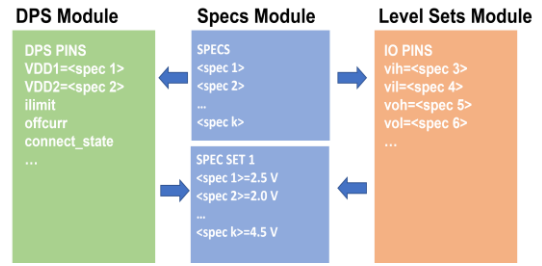 DPS Module
DPS PINS
VDD1=<spec 1>
VDD2=<spec 2>
ilimit
offcurr
connect_state
...
Specs Module
SPECS
<spec 1>
<spec 2>
...
<spec k>
SPEC SET 1
<spec 1>=2.5 V
<spec 2>=2.0 V
...
<spec k>=4.5 V
Level Sets Module
IO PINS
vih=<spec 3>
vil=<spec 4>
voh=<spec 5>
vol=<spec 6>
...